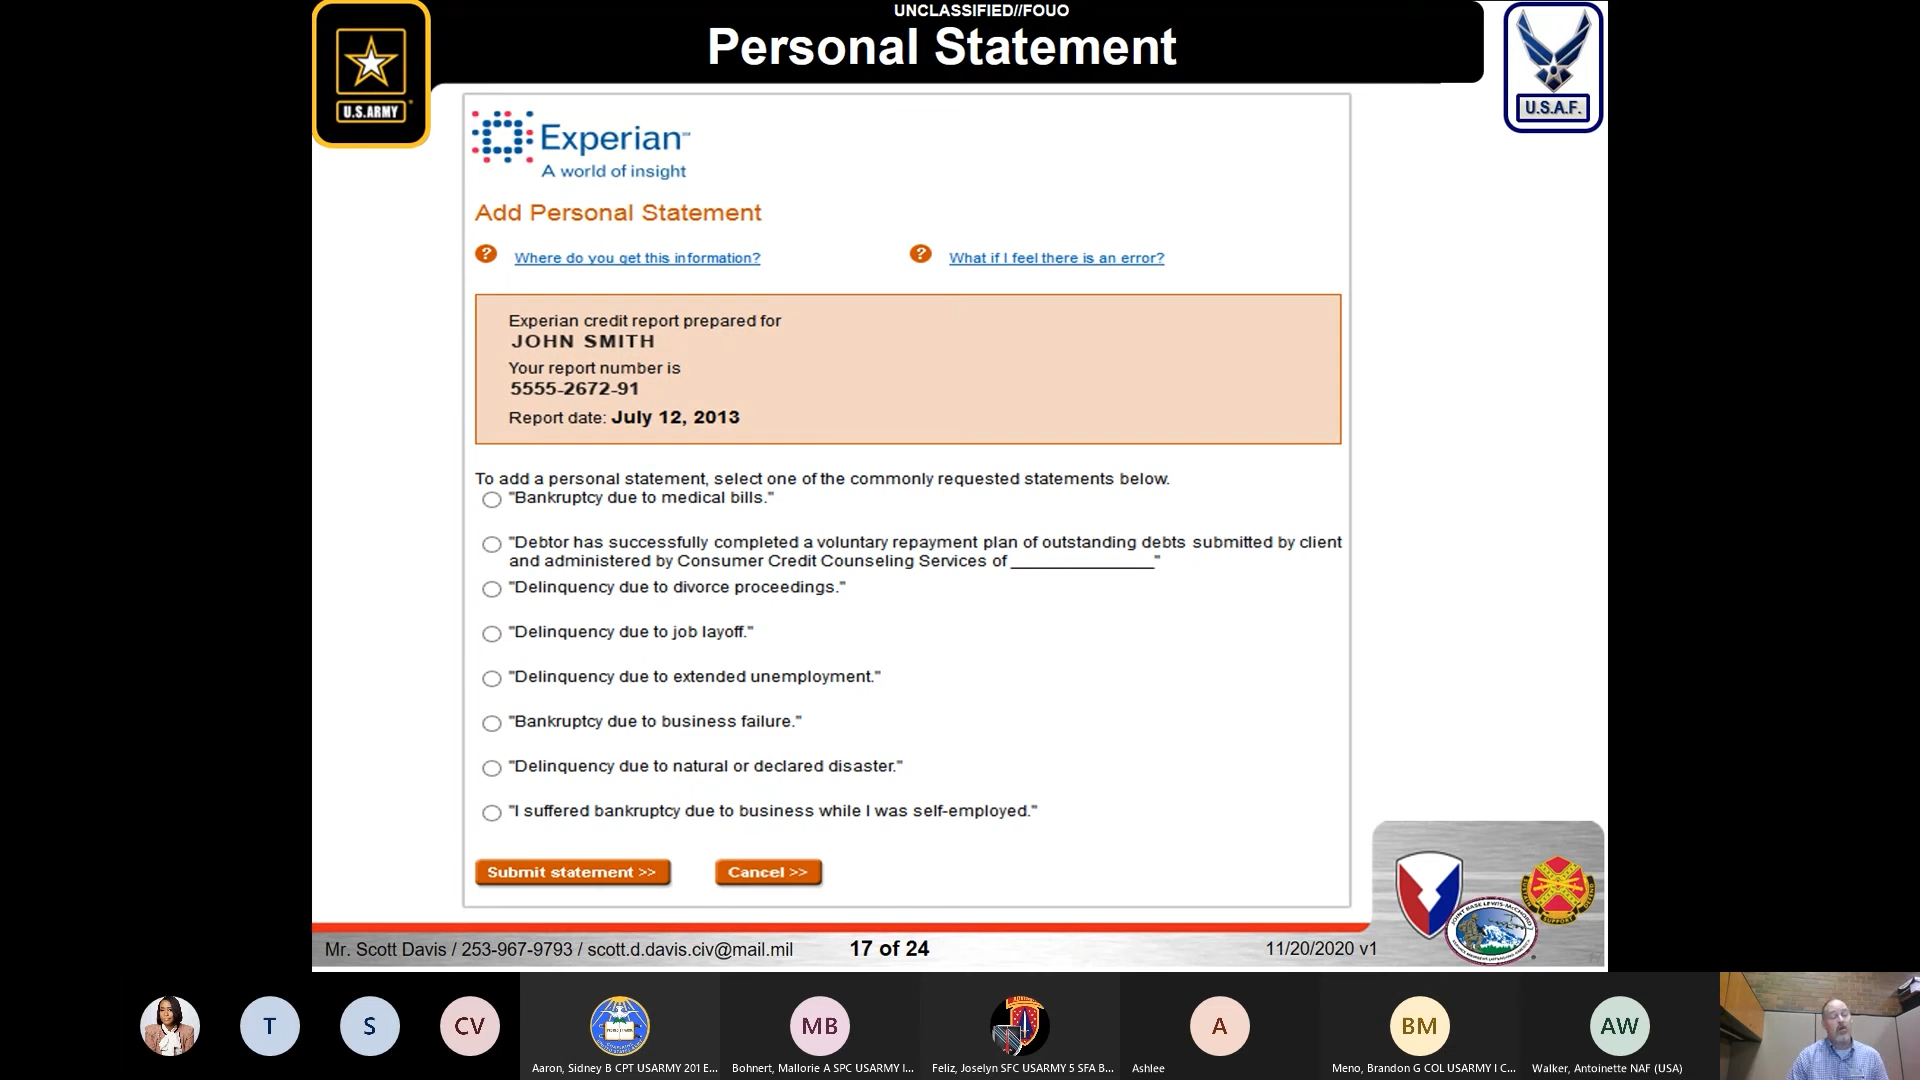 UNCLASSIFIED//FOUO
Personal Statement
U.S.ARMY
U.S.A.F.
Experian
A world of insight
Add Personal Statement
? Where do you get this information? ? What if I feel there is an error?
Experian credit report prepared for
JOHN SMITH
Your report number is
5555-2672-91
Report date: July 12, 2013
To add a personal statement, select one of the commonly requested statements below.
"Bankruptcy due to medical bills."
"Debtor has successfully completed a voluntary repayment plan of outstanding debts submitted by client
and administered by Consumer Credit Counseling Services of ________________"
"Delinquency due to divorce proceedings."
"Delinquency due to job layoff."
"Delinquency due to extended unemployment."
"Bankruptcy due to business failure."
"Delinquency due to natural or declared disaster."
"I suffered bankruptcy due to business while I was self-employed."
Submit statement >> Cancel >>
JOINT BASE LEWIS-McCHORD
SUPPORT
Mr. Scott Davis / 253-967-9793 / scott.d.davis.civ@mail.mil 17 of 24 11/20/2020 v1
T S CV MB A BM AW
Aaron, Sidney B CPT USARMY 201 E... Bohnert, Mallorie A SPC USARMY I... Feliz, Joselyn SFC USARMY 5 SFA B... Ashlee Meno, Brandon G COL USARMY I C... Walker, Antoinette NAF (USA)